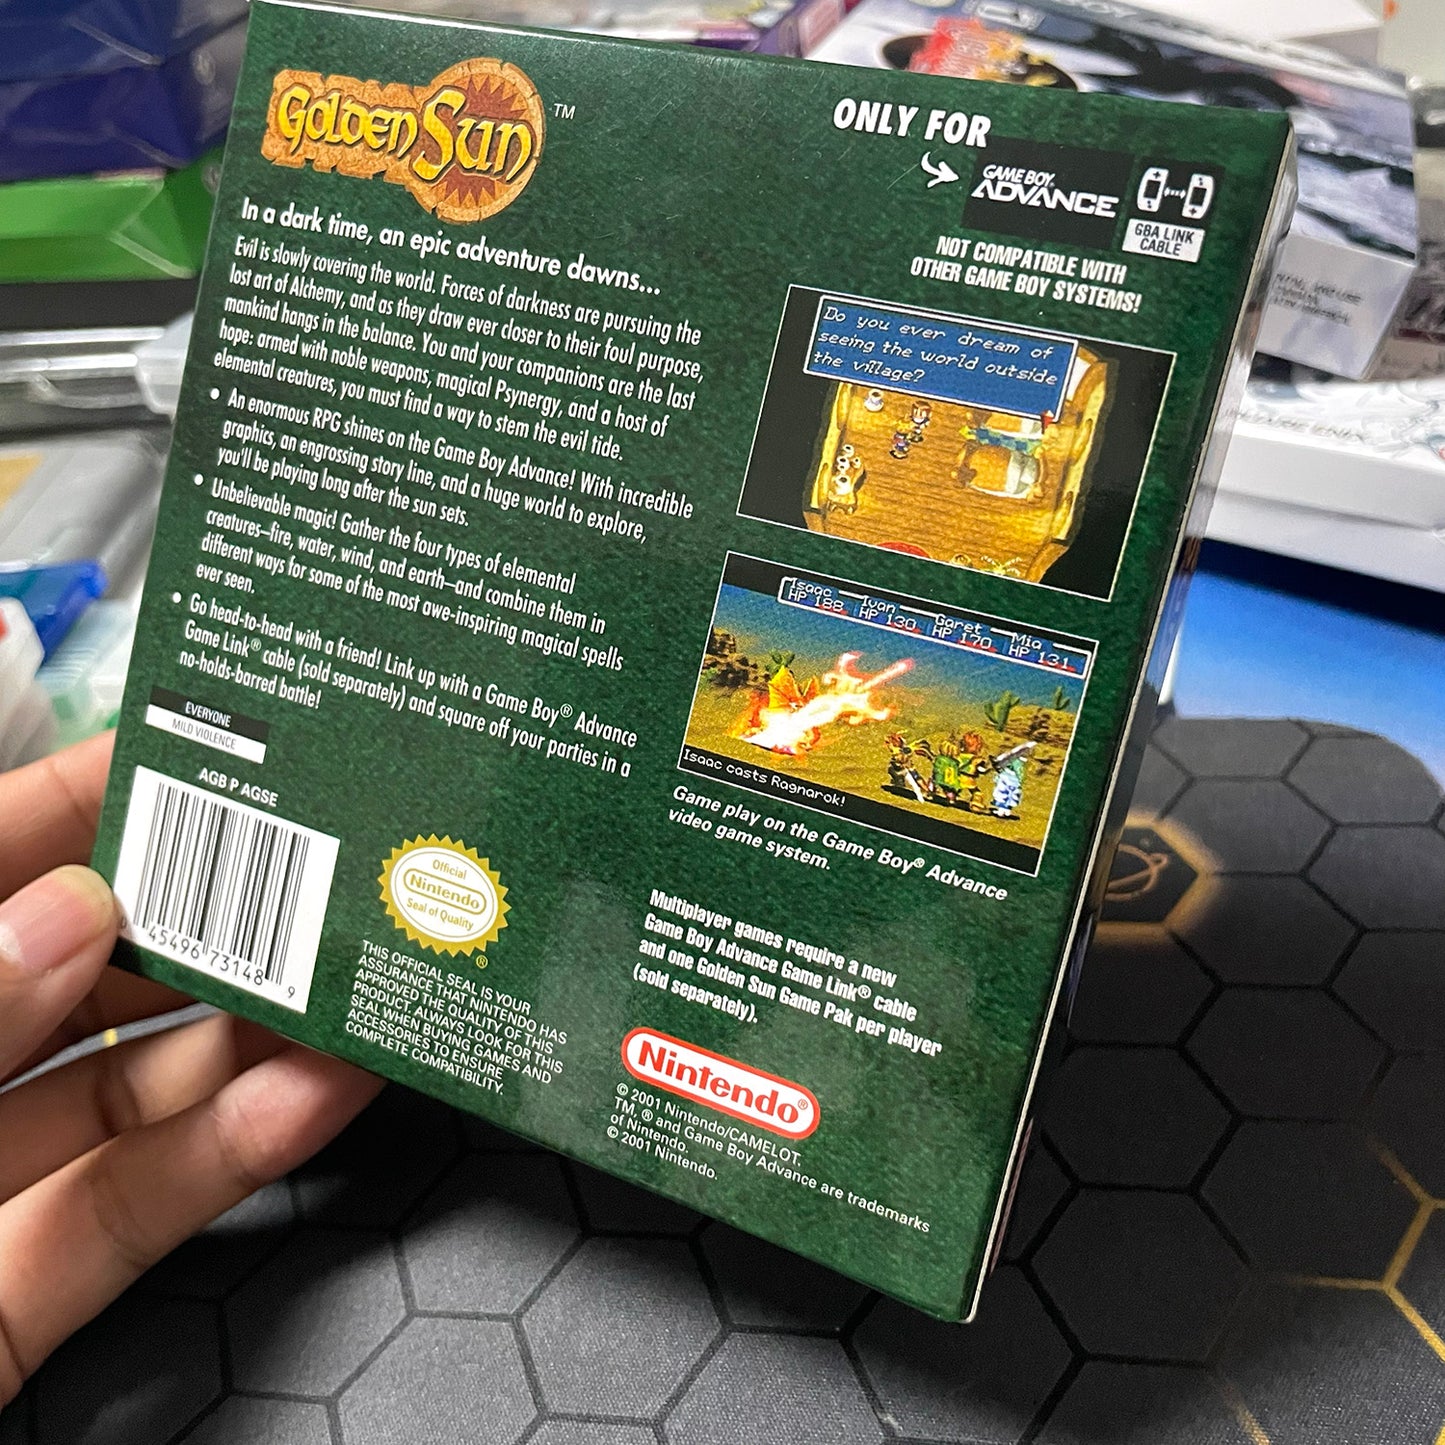 Golden Sun™
In a dark time, an epic adventure dawns...
Evil is slowly covering the world. Forces of darkness are pursuing the
lost art of Alchemy, and as they draw ever closer to their foul purpose,
mankind hangs in the balance. You and your companions are the last
hope: armed with noble weapons, magical Psynergy, and a host of
elemental creatures, you must find a way to stem the evil tide.
• An enormous RPG shines on the Game Boy Advance! With incredible
graphics, an engrossing story line, and a huge world to explore,
you'll be playing long after the sun sets.
• Unbelievable magic! Gather the four types of elemental
creatures—fire, water, wind, and earth—and combine them in
different ways for some of the most awe-inspiring magical spells
ever seen.
• Go head-to-head with a friend! Link up with a Game Boy® Advance
Game Link® cable (sold separately) and square off your parties in a
no-holds-barred battle!
EVERYONE
MILD VIOLENCE
AGB P AGSE
45496 73148 9
Official
Nintendo
Seal of Quality
®
THIS OFFICIAL SEAL IS YOUR
ASSURANCE THAT NINTENDO HAS
APPROVED THE QUALITY OF THIS
PRODUCT. ALWAYS LOOK FOR THIS
SEAL WHEN BUYING GAMES AND
ACCESSORIES TO ENSURE
COMPLETE COMPATIBILITY.
ONLY FOR
GAME BOY
ADVANCE
GBA LINK
CABLE
NOT COMPATIBLE WITH
OTHER GAME BOY SYSTEMS!
Do you ever dream of
seeing the world outside
the village?
Isaac Ivan Garet Mia
HP 188 HP 130 HP 170 HP 131
Isaac casts Ragnarok!
Game play on the Game Boy® Advance
video game system.
Multiplayer games require a new
Game Boy Advance Game Link® cable
and one Golden Sun Game Pak per player
(sold separately).
Nintendo®
© 2001 Nintendo/CAMELOT.
TM, ® and Game Boy Advance are trademarks
of Nintendo.
© 2001 Nintendo.